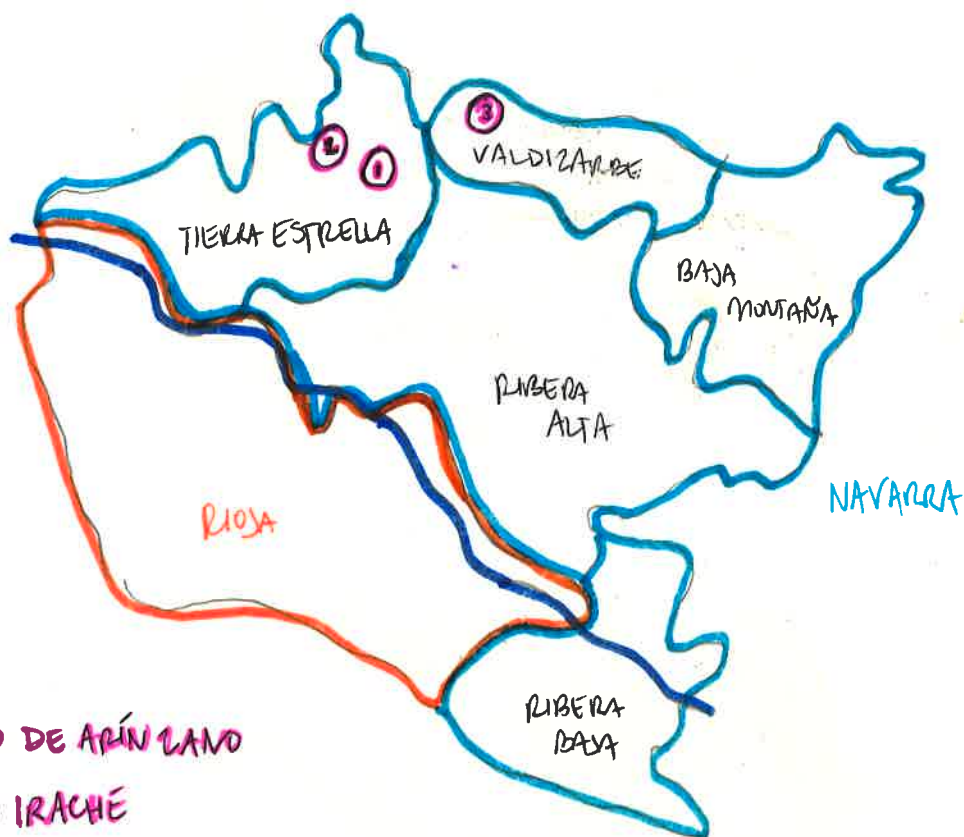 3
2
1
VALDIZARBE
TIERRA ESTRELLA
BAJA
MONTAÑA
RIBERA
ALTA
NAVARRA
RIOJA
RIBERA
BAJA
DE ARÍNZANO
IRACHE